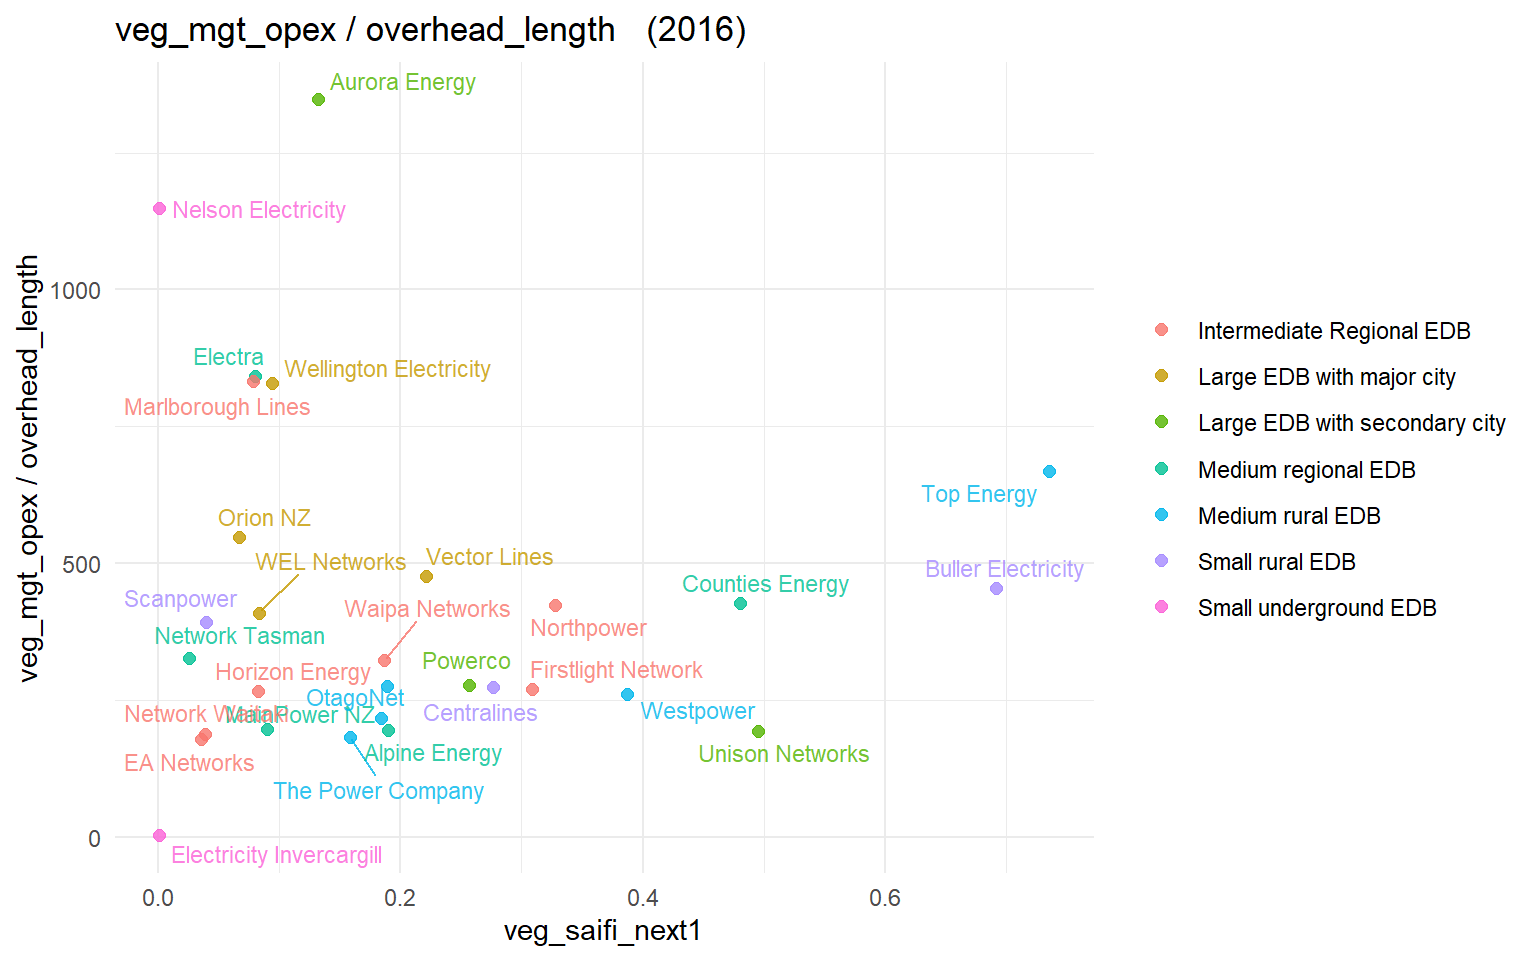 veg_mgt_opex / overhead_length (2016)
Aurora Energy
Nelson Electricity
Electra
Wellington Electricity
Marlborough Lines
Top Energy
Orion NZ
WEL Networks
Vector Lines
Buller Electricity
Counties Energy
Scanpower
Waipa Networks
Northpower
Network Tasman
Powerco
Horizon Energy
Firstlight Network
OtagoNet
Centralines
Westpower
Network Waitaki
MainPower NZ
Alpine Energy
Unison Networks
EA Networks
The Power Company
Electricity Invercargill
veg_mgt_opex / overhead_length
1000
500
0
0.0
0.2
0.4
0.6
veg_saifi_next1
Intermediate Regional EDB
Large EDB with major city
Large EDB with secondary city
Medium regional EDB
Medium rural EDB
Small rural EDB
Small underground EDB